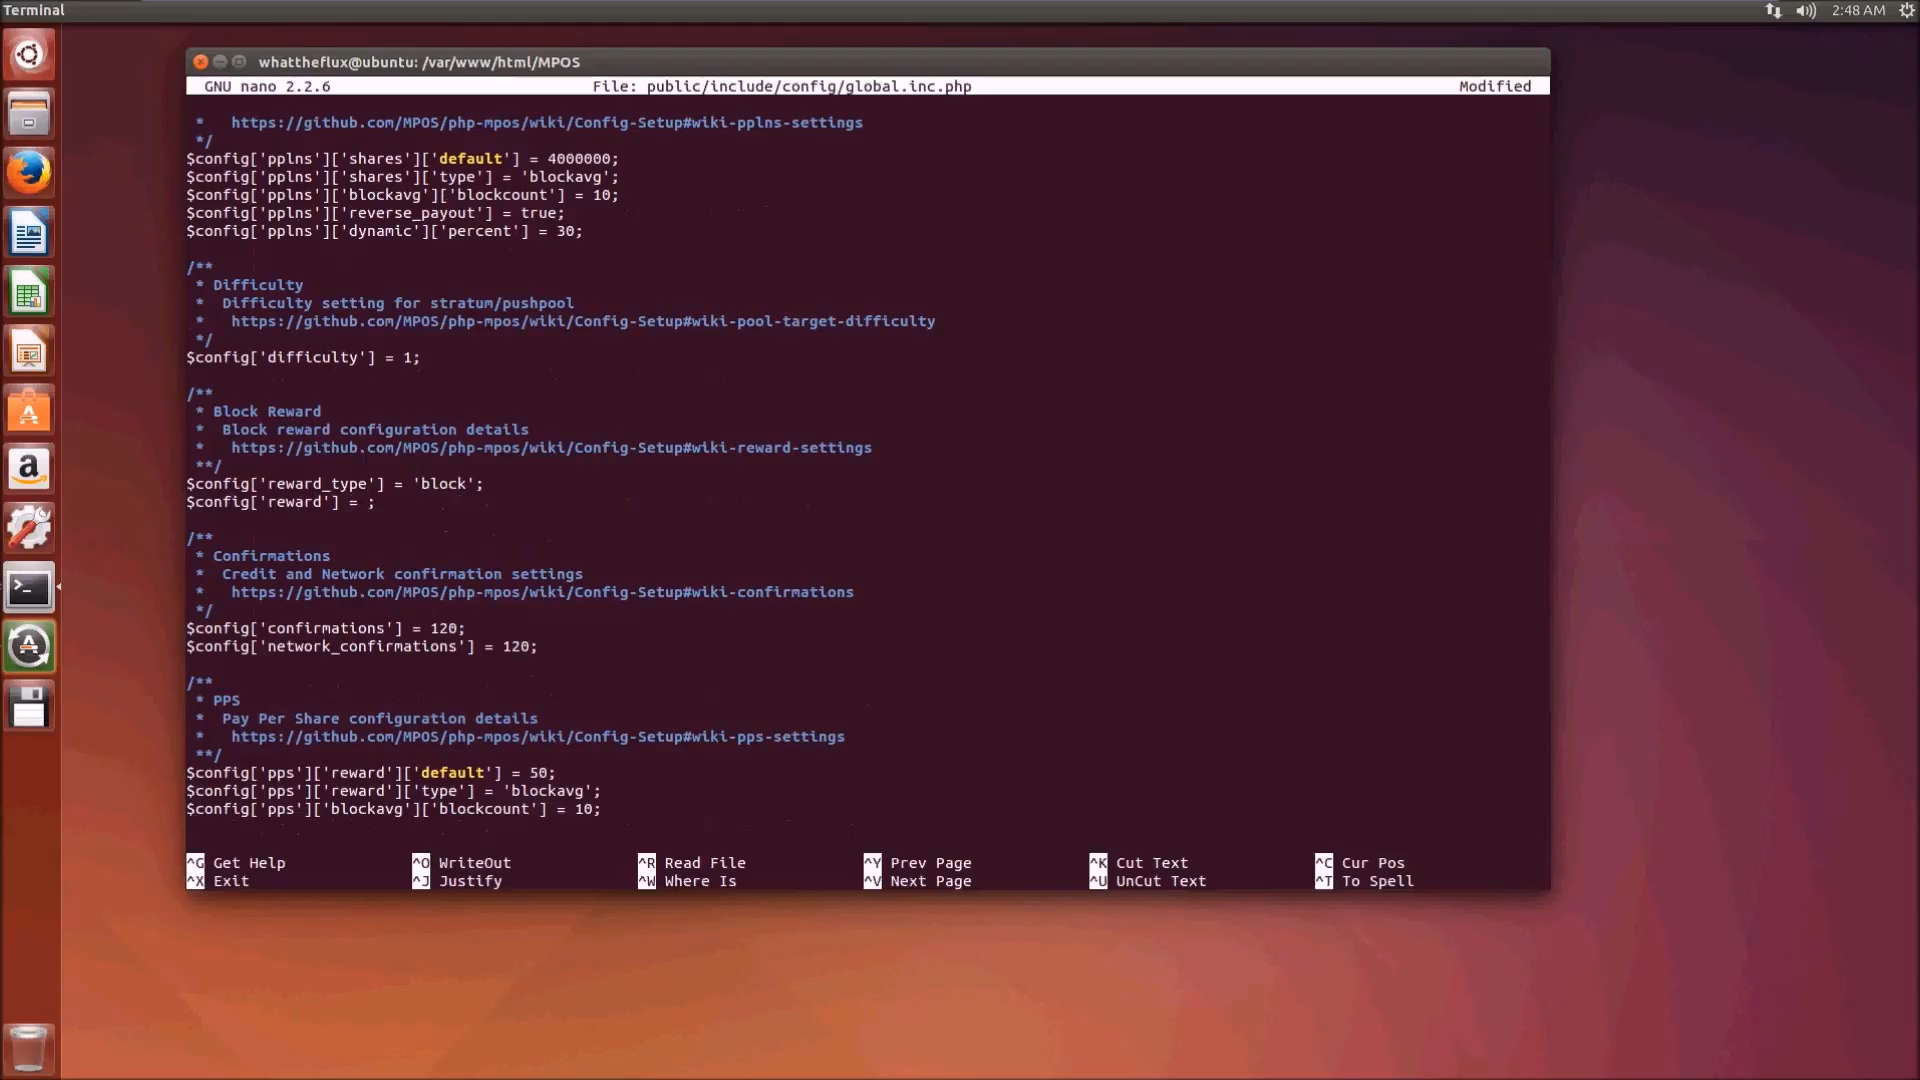 Terminal
2:48 AM
whattheflux@ubuntu: /var/www/html/MPOS
GNU nano 2.2.6 File: public/include/config/global.inc.php Modified
* https://github.com/MPOS/php-mpos/wiki/Config-Setup#wiki-pplns-settings
*/
$config['pplns']['shares']['default'] = 4000000;
$config['pplns']['shares']['type'] = 'blockavg';
$config['pplns']['blockavg']['blockcount'] = 10;
$config['pplns']['reverse_payout'] = true;
$config['pplns']['dynamic']['percent'] = 30;
/**
* Difficulty
* Difficulty setting for stratum/pushpool
* https://github.com/MPOS/php-mpos/wiki/Config-Setup#wiki-pool-target-difficulty
*/
$config['difficulty'] = 1;
/**
* Block Reward
* Block reward configuration details
* https://github.com/MPOS/php-mpos/wiki/Config-Setup#wiki-reward-settings
**/
$config['reward_type'] = 'block';
$config['reward'] = ;
/**
* Confirmations
* Credit and Network confirmation settings
* https://github.com/MPOS/php-mpos/wiki/Config-Setup#wiki-confirmations
*/
$config['confirmations'] = 120;
$config['network_confirmations'] = 120;
/**
* PPS
* Pay Per Share configuration details
* https://github.com/MPOS/php-mpos/wiki/Config-Setup#wiki-pps-settings
**/
$config['pps']['reward']['default'] = 50;
$config['pps']['reward']['type'] = 'blockavg';
$config['pps']['blockavg']['blockcount'] = 10;
^G Get Help ^O WriteOut ^R Read File ^Y Prev Page ^K Cut Text ^C Cur Pos
^X Exit ^J Justify ^W Where Is ^V Next Page ^U UnCut Text ^T To Spell